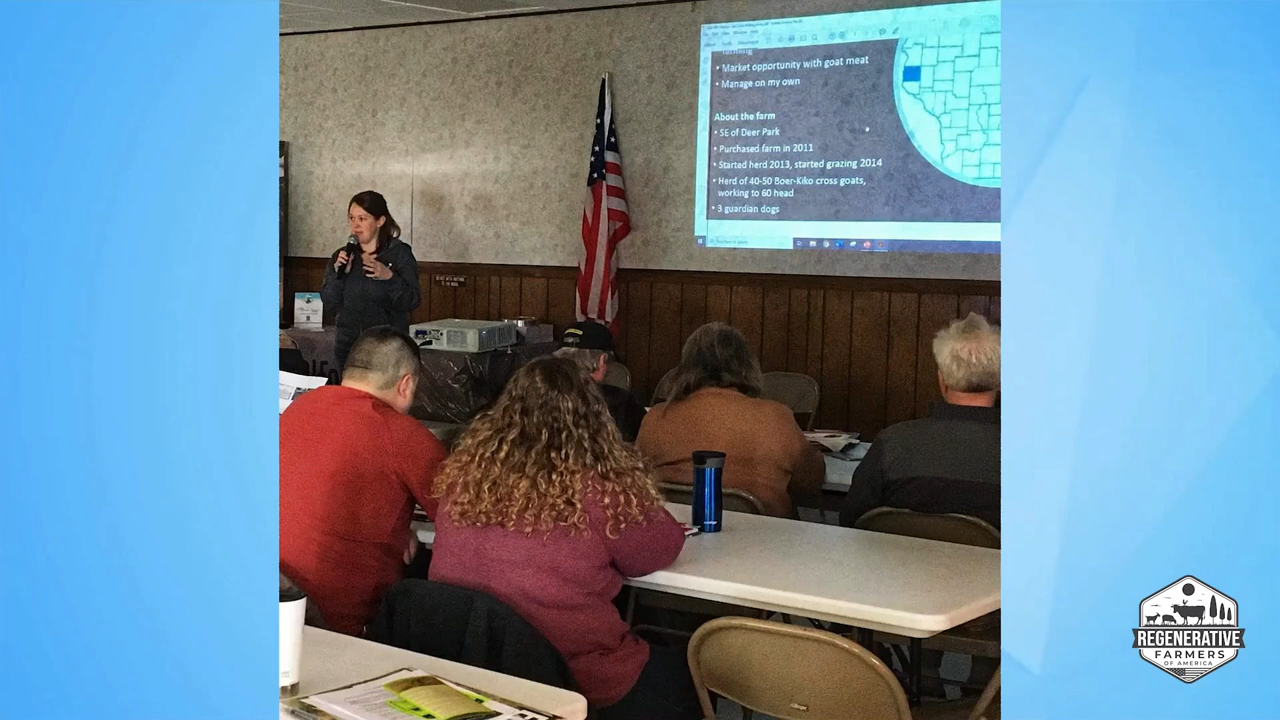 farming
• Market opportunity with goat meat
• Manage on my own
About the farm
• SE of Deer Park
• Purchased farm in 2011
• Started herd 2013, started grazing 2014
• Herd of 40-50 Boer-Kiko cross goats,
working to 60 head
• 3 guardian dogs
REGENERATIVE
FARMERS
OF AMERICA